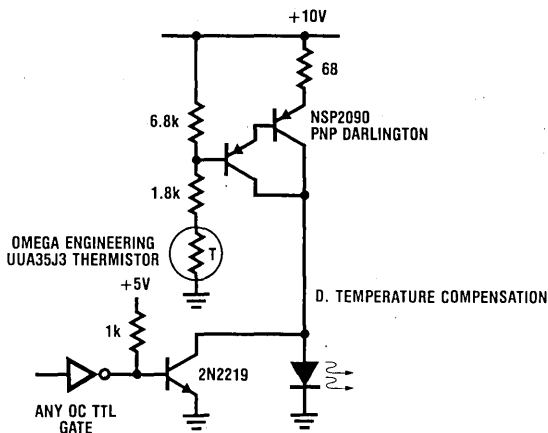 +10V
68
6.8k
NSP2090
PNP DARLINGTON
1.8k
OMEGA ENGINEERING
UUA35J3 THERMISTOR
T
+5V
D. TEMPERATURE COMPENSATION
1k
2N2219
ANY OC TTL
GATE